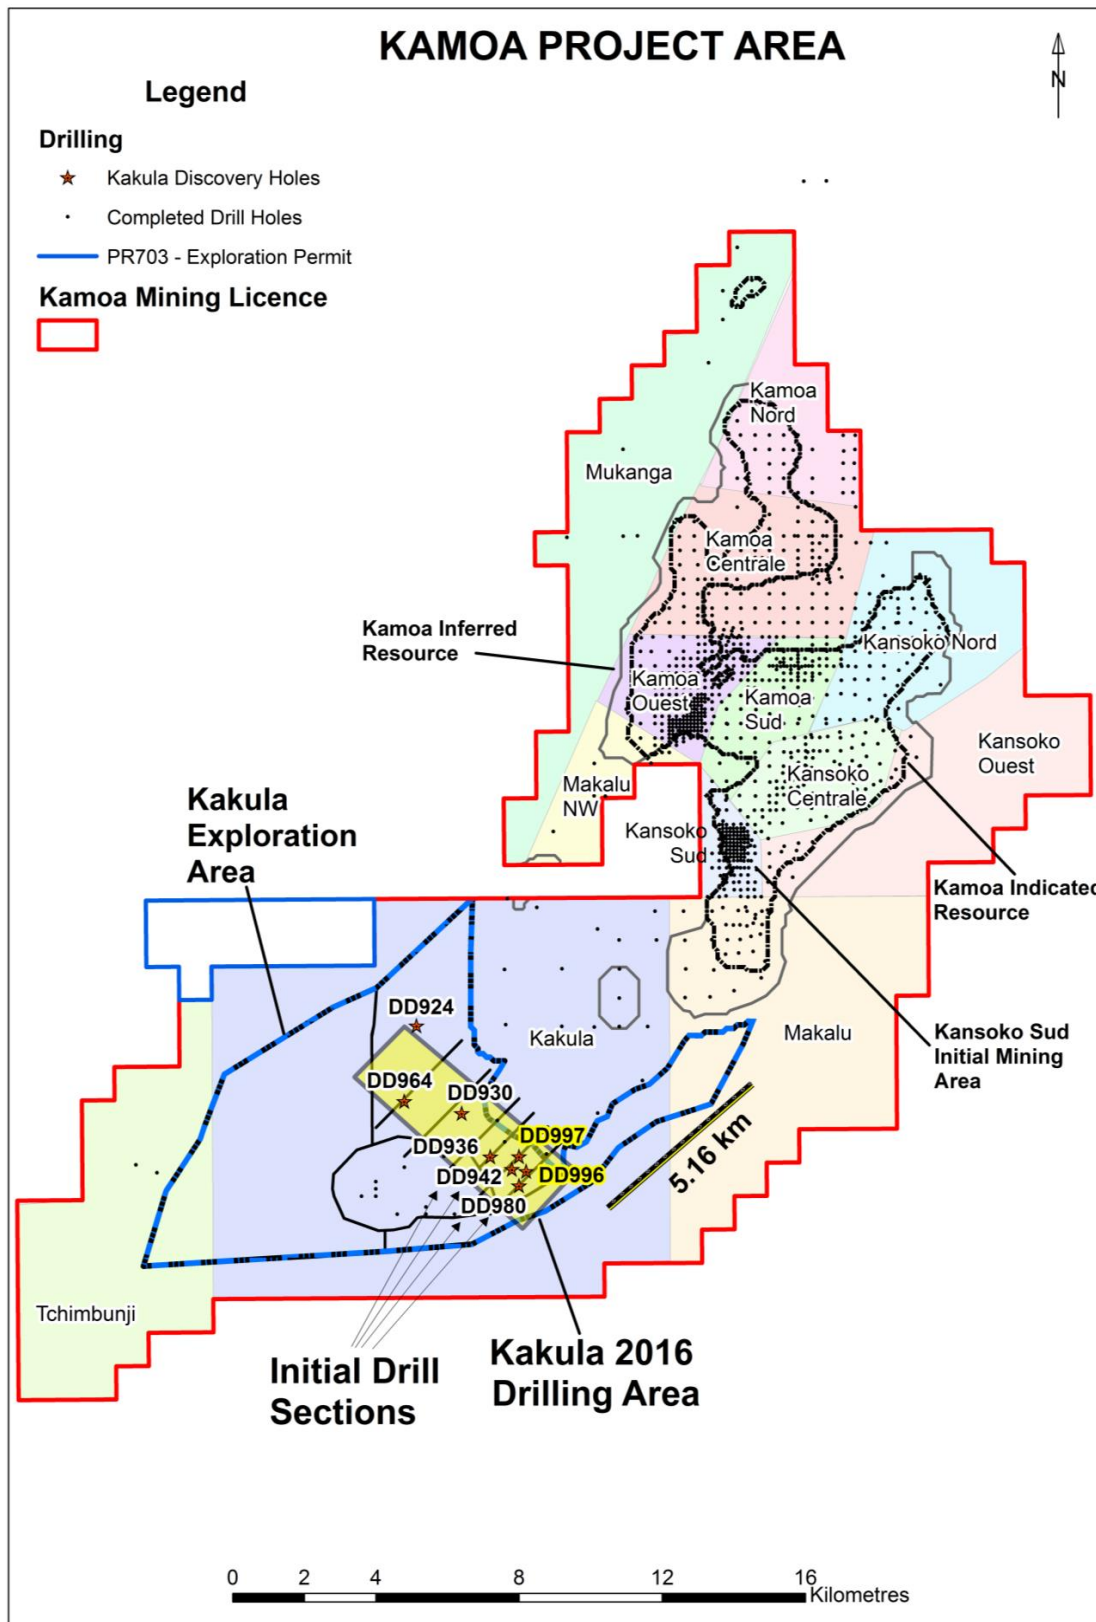 KAMOA PROJECT AREA
N
Legend
Drilling
Kakula Discovery Holes
Completed Drill Holes
PR703 - Exploration Permit
Kamoa Mining Licence
Kamoa
Nord
Mukanga
Kamoa
Centrale
Kamoa Inferred
Resource
Kansoko Nord
Kamoa
Ouest
Kamoa
Sud
Kansoko
Ouest
Makalu
NW
Kansoko
Centrale
Kansoko
Sud
Kakula
Exploration
Area
Kamoa Indicated
Resource
DD924
Kakula
Makalu
Kansoko Sud
Initial Mining
Area
DD964
DD930
DD936
DD997
DD942
DD996
DD980
5.16 km
Tchimbunji
Initial Drill
Sections
Kakula 2016
Drilling Area
0 2 4 8 12 16
Kilometres